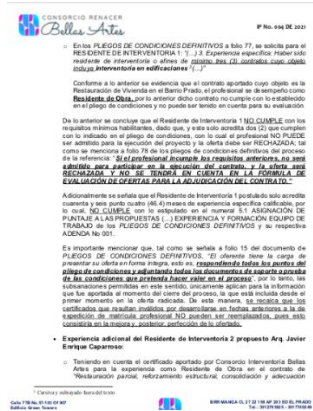 CONSORCIO RENACER
Bellas Artes
IP No. 004 DE 2021
o En los PLIEGOS DE CONDICIONES DEFINITIVOS a folio 77, se solicita para el
RESIDENTE DE INTERVENTORIA 1: "(…) 3. Experiencia específica: Haber sido
residente de interventoría o afines de mínimo tres (3) contratos cuyo objeto
incluya interventoría en edificaciones ¹(…)"
Conforme a lo anterior se evidencia que el contrato aportado cuyo objeto es la
Restauración de Vivienda en el Barrio Prado, el profesional se desempeño como
Residente de Obra, por lo anterior dicho contrato no cumple con lo establecido
en el pliego de condiciones y no puede ser tenido en cuenta para su evaluación
De lo anterior se concluye que el Residente de Interventoría 1 NO CUMPLE con los
requisitos mínimos habilitantes, dado que, y este solo acredita dos (2) que cumplen
con lo indicado en el pliego de condiciones, con lo cual el profesional NO PUEDE
ser admitido para la ejecución del proyecto y la oferta debe ser RECHAZADA; tal
como se menciona a folio 78 de los pliegos de condiciones definitivos del proceso
de la referencia: "Si el profesional incumple los requisitos anteriores, no será
admitido para participar en la ejecución del contrato, y la oferta será
RECHAZADA Y NO SE TENDRÁ EN CUENTA EN LA FÓRMULA DE
EVALUACIÓN DE OFERTAS PARA LA ADJUDICACIÓN DEL CONTRATO."
Adicionalmente se señala que el Residente de Interventoría 1 postulado solo acredita
cuarenta y seis punto cuatro (46.4) meses de experiencia específica calificable, por
lo cual, NO CUMPLE con lo estipulado en el numeral 5.1 ASIGNACIÓN DE
PUNTAJE A LAS PROPUESTAS (…) EXPERIENCIA Y FORMACIÓN EQUIPO DE
TRABAJO de los PLIEGOS DE CONDICIONES DEFINITIVOS y su respectiva
ADENDA No 001.
Es importante mencionar que, tal como se señala a folio 15 del documento de
PLIEGOS DE CONDICIONES DEFINITIVOS, "El oferente tiene la carga de
presentar su oferta en forma íntegra, esto es, respondiendo todos los puntos del
pliego de condiciones y adjuntando todos los documentos de soporte o prueba
de las condiciones que pretenda hacer valer en el proceso", por lo tanto, las
subsanaciones permitidas en este sentido, únicamente aplican para la información
que fue aportada al momento del cierre del proceso, la que está incluida desde el
primer momento en la oferta radicada. De esta manera, se recalca que los
certificados que resultan inválidos por desarrollarse en fechas anteriores a la de
expedición de matrícula profesional NO pueden ser reemplazados, pues esto
consistiría en la mejora y, posterior, perfección de lo ofertado.
• Experiencia adicional del Residente de Interventoría 2 propuesto Arq. Javier
Enrique Caparroso:
o Teniendo en cuenta el certificado aportado por Consorcio Interventoría Bellas
Artes para la experiencia como Residente de Obra en el contrato de
"Restauración parcial, reforzamiento estructural, consolidación y adecuación
¹ Cursiva y subrayado fuera del texto